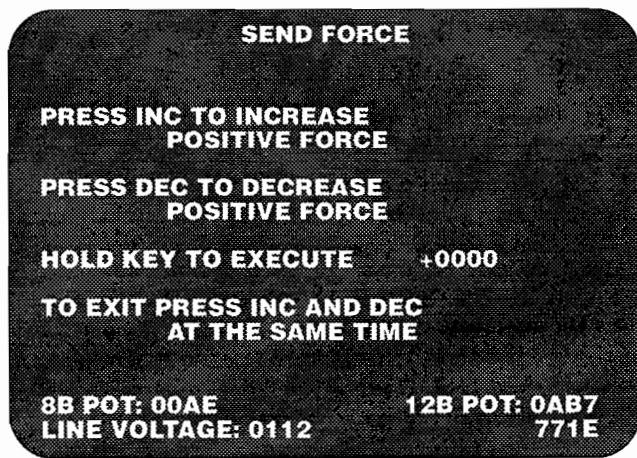 SEND FORCE
PRESS INC TO INCREASE
POSITIVE FORCE
PRESS DEC TO DECREASE
POSITIVE FORCE
HOLD KEY TO EXECUTE +0000
TO EXIT PRESS INC AND DEC
AT THE SAME TIME
8B POT: 00AE 12B POT: 0AB7
LINE VOLTAGE: 0112 771E